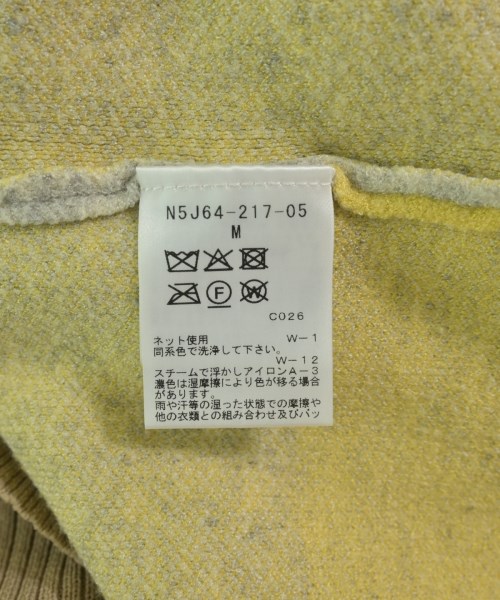 N5J64-217-05
M
C026
ネット使用 W-1
同系色で洗浄して下さい。
W-12
スチームで浮かしアイロンA-3
濃色は湿摩擦により色が移る場合
があります。
雨や汗等の湿った状態での摩擦や
他の衣類との組み合わせ及びバッ